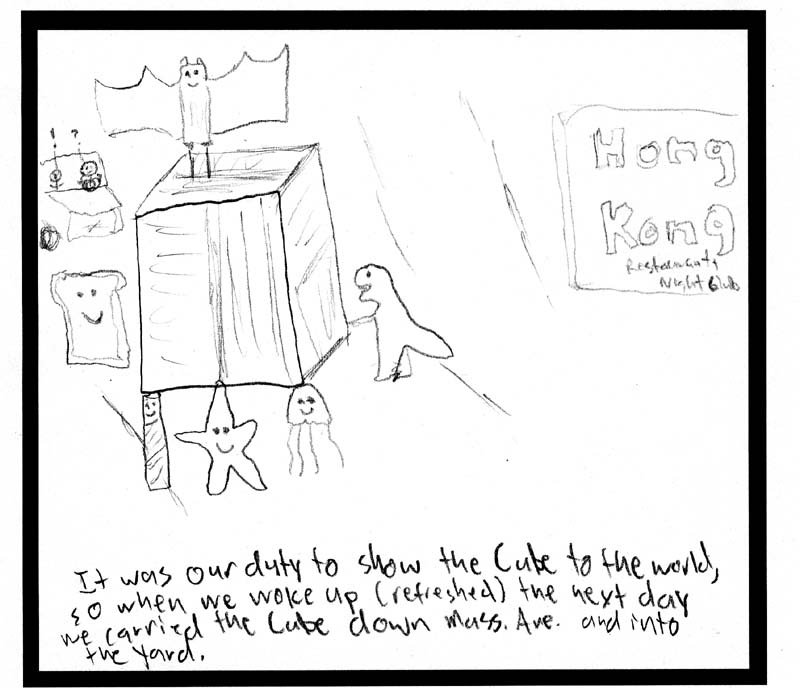 ! ?
Hong
Kong
Restaurants
Night Club
It was our duty to show the Cube to the world,
so when we woke up (refreshed) the next day
we carried the Cube down Mass. Ave. and into
the Yard.